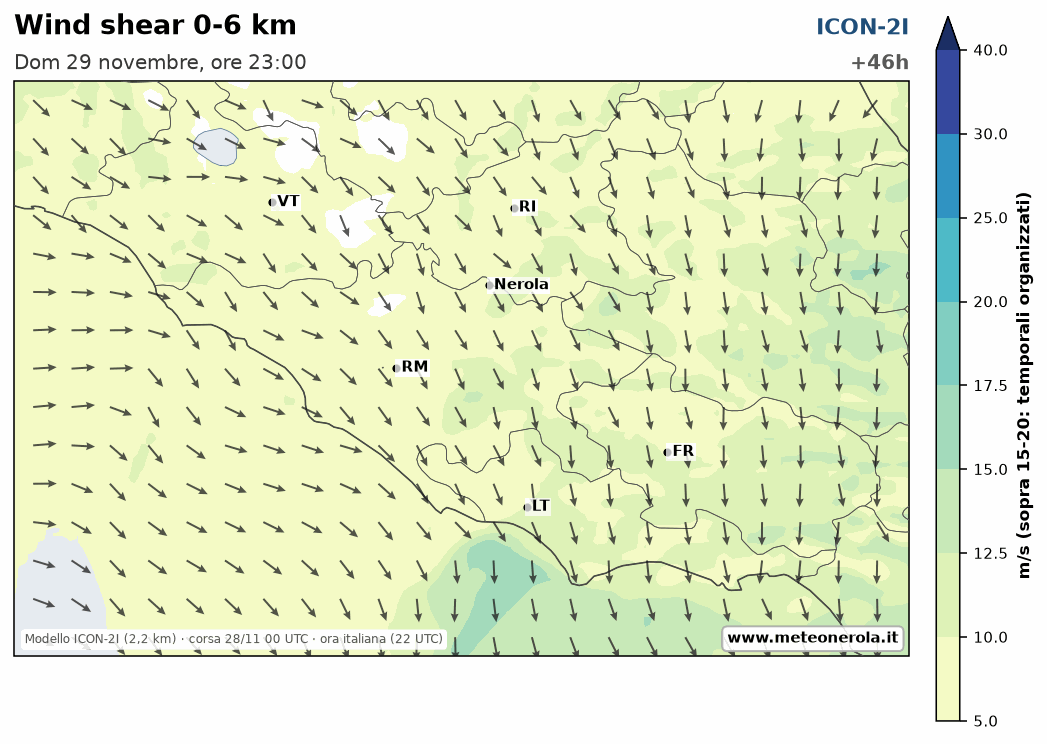 Wind shear 0-6 km
ICON-2I
Dom 29 novembre, ore 23:00
+46h
40.0
30.0
25.0
20.0
17.5
15.0
12.5
10.0
5.0
m/s (sopra 15-20: temporali organizzati)
VT
RI
Nerola
RM
FR
LT
Modello ICON-2I (2,2 km) · corsa 28/11 00 UTC · ora italiana (22 UTC)
www.meteonerola.it